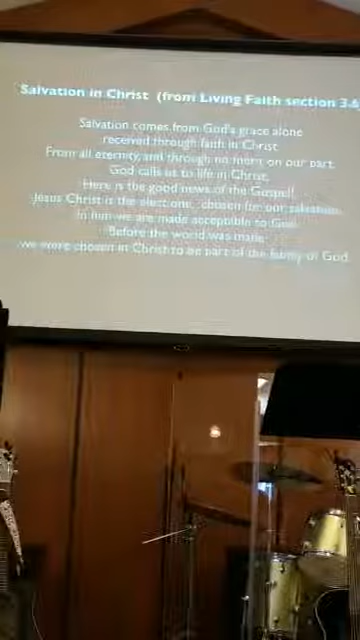 Salvation in Christ (from Living Faith section 3.6
Salvation comes from God's grace alone
received through faith in Christ.
From all eternity, and through no merit on our part,
God calls us to life in Christ.
Here is the good news of the Gospel!
Jesus Christ is the elect one, chosen for our salvation.
In him we are made acceptable to God.
Before the world was made
we were chosen in Christ to be part of the family of God.